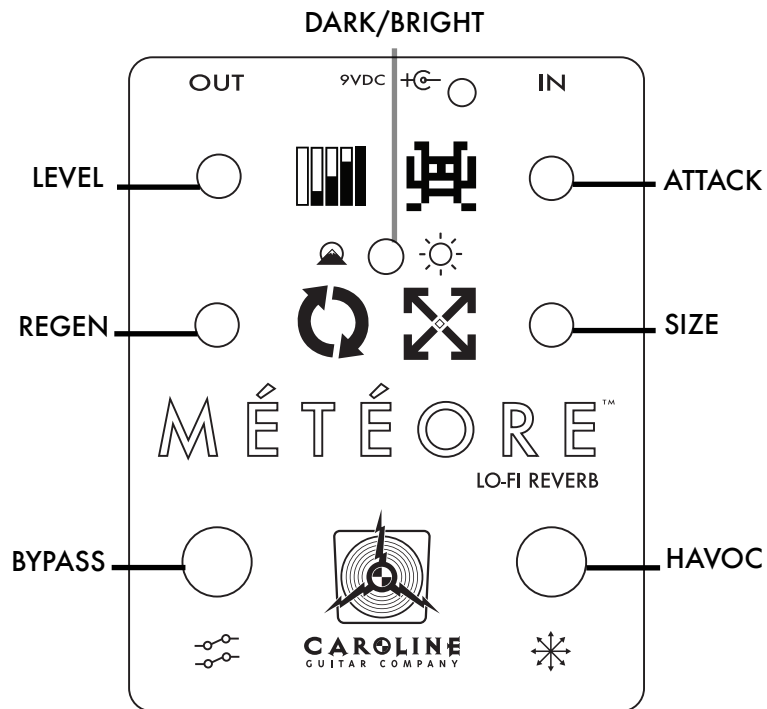 DARK/BRIGHT
OUT
9VDC
IN
LEVEL
ATTACK
REGEN
SIZE
MÉTÉORE™
LO-FI REVERB
BYPASS
HAVOC
CAROLINE
GUITAR COMPANY